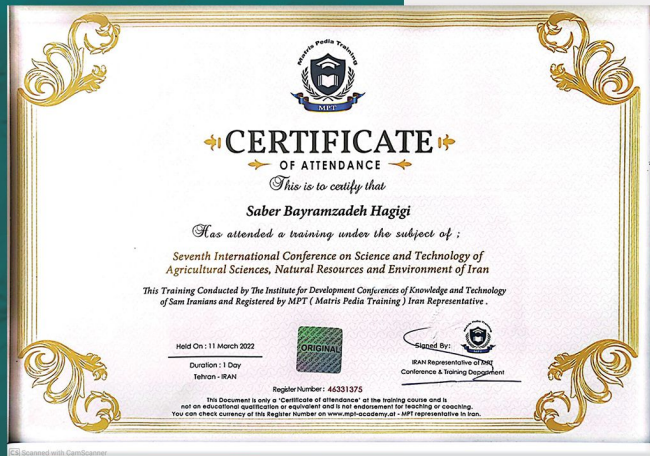 Matris Pedia Training
MPT
CERTIFICATE
OF ATTENDANCE
This is to certify that
Saber Bayramzadeh Hagigi
Has attended a training under the subject of ;
Seventh International Conference on Science and Technology of
Agricultural Sciences, Natural Resources and Environment of Iran
This Training Conducted by The Institute for Development Conferences of Knowledge and Technology
of Sam Iranians and Registered by MPT ( Matris Pedia Training ) Iran Representative .
Held On : 11 March 2022
Duration : 1 Day
Tehran - IRAN
ORIGINAL
Signed By:
IRAN Representative of MPT
Conference & Training Department
Register Number : 46331375
This Document is only a "Certificate of attendance" at the training course and is
not an educational qualification or equivalent and is not endorsement for teaching or coaching.
You can check currency of this Register Number on www.mpt-academy.at - MPT representative in Iran.
CS Scanned with CamScanner